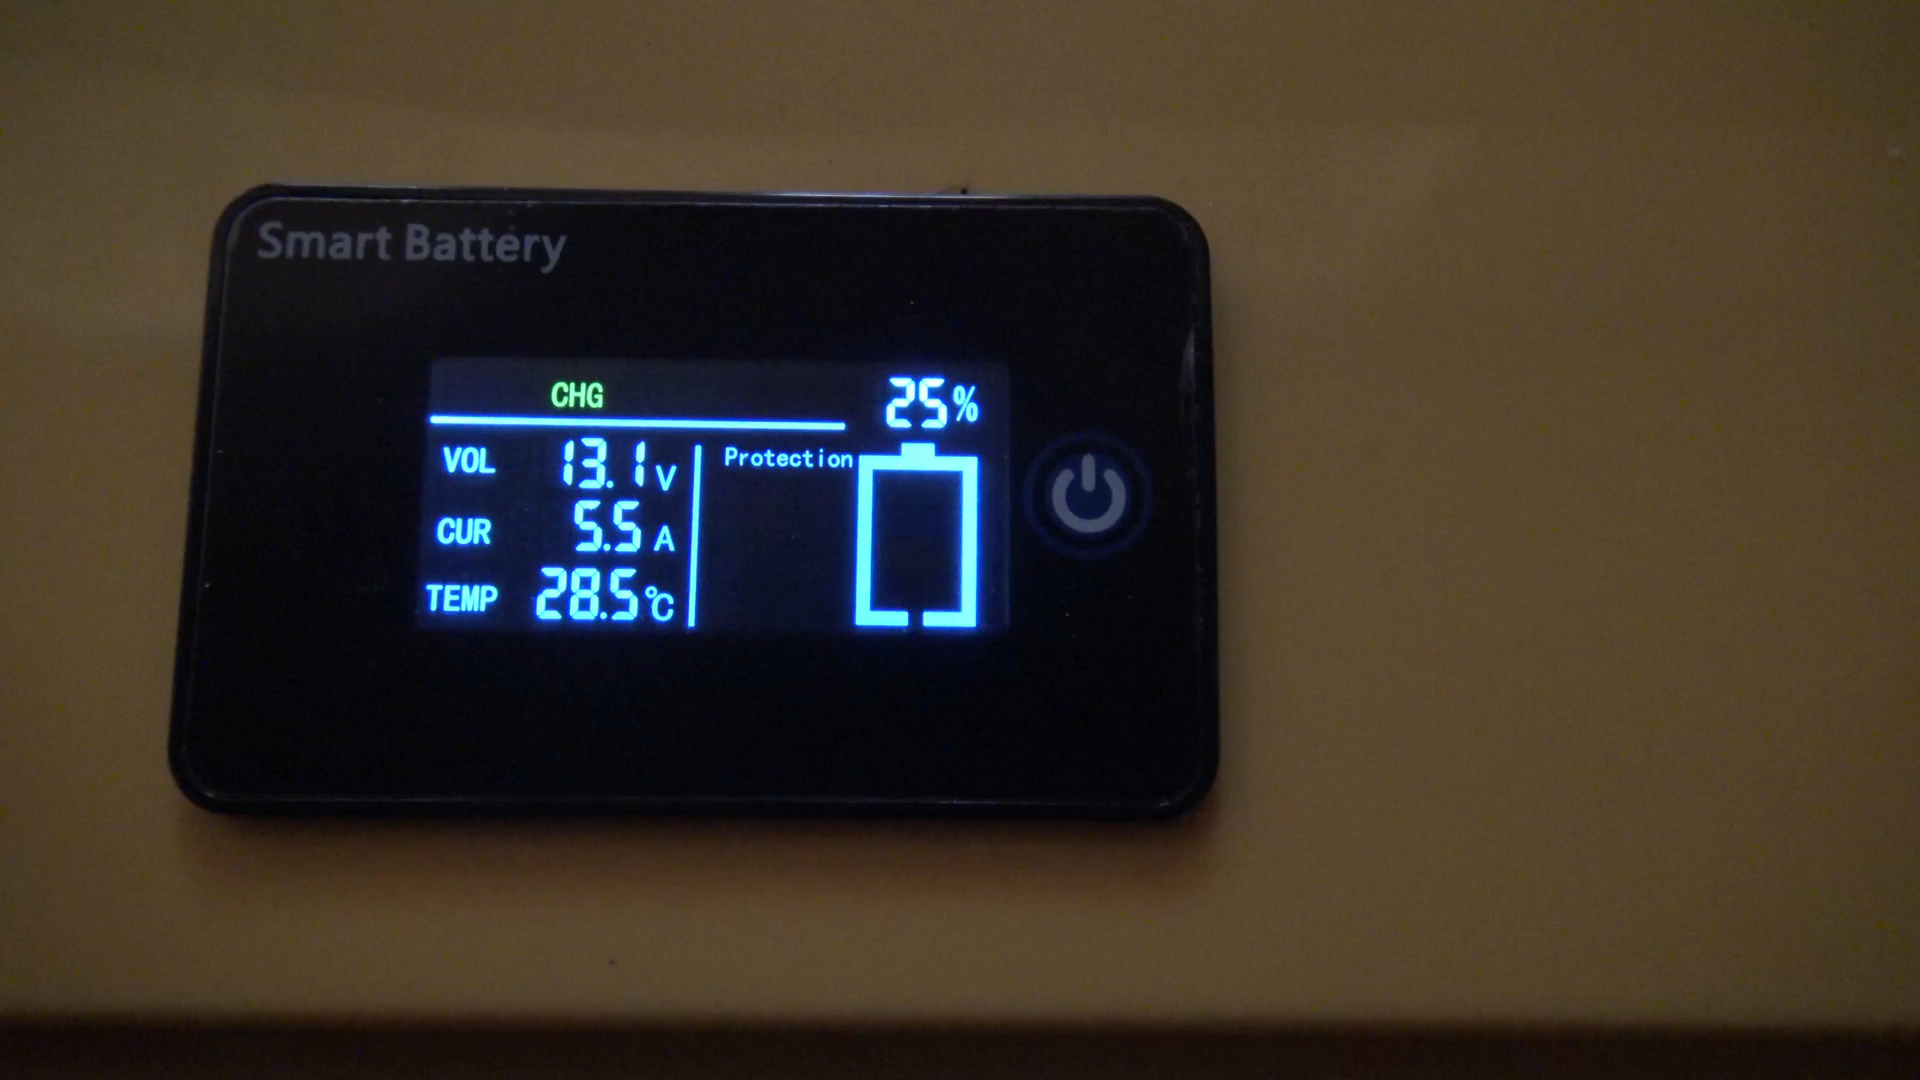 Smart Battery
CHG 25%
VOL 13.1V Protection
CUR 5.5A
TEMP 28.5℃